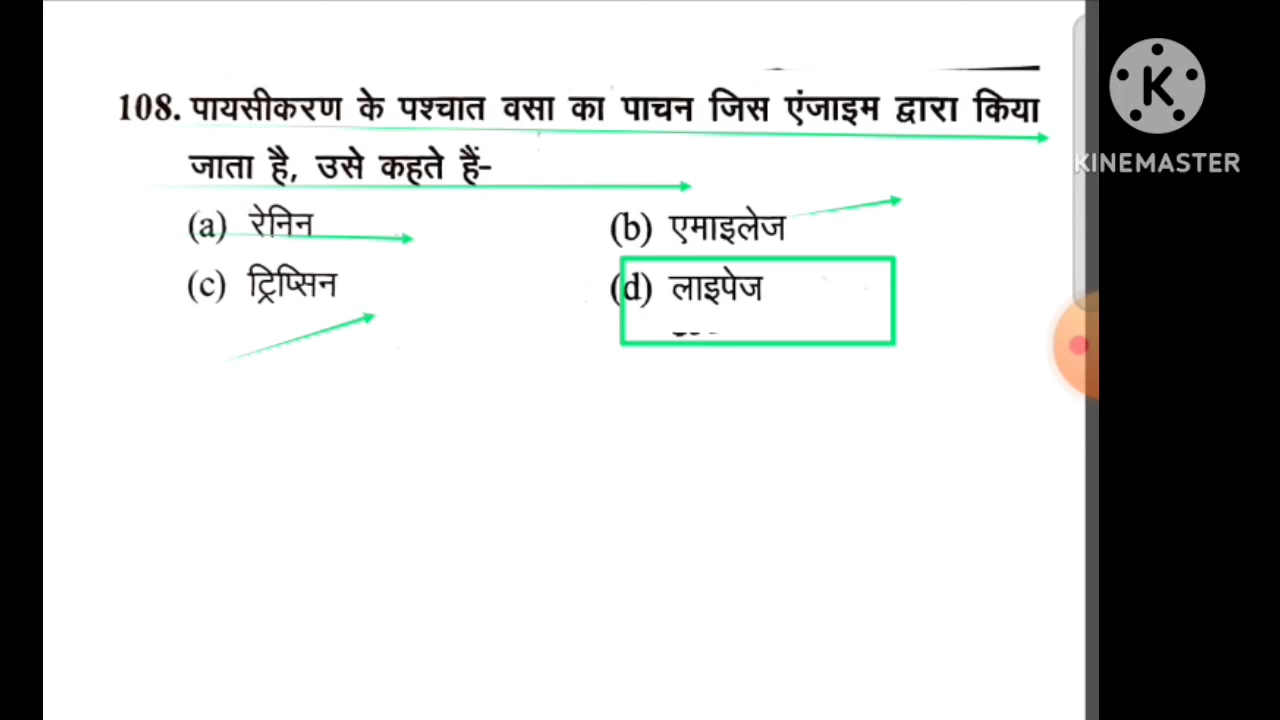 108. पायसीकरण के पश्चात वसा का पाचन जिस एंजाइम द्वारा किया
जाता है, उसे कहते हैं-
(a) रेनिन (b) एमाइलेज
(c) ट्रिप्सिन (d) लाइपेज
KINEMASTER